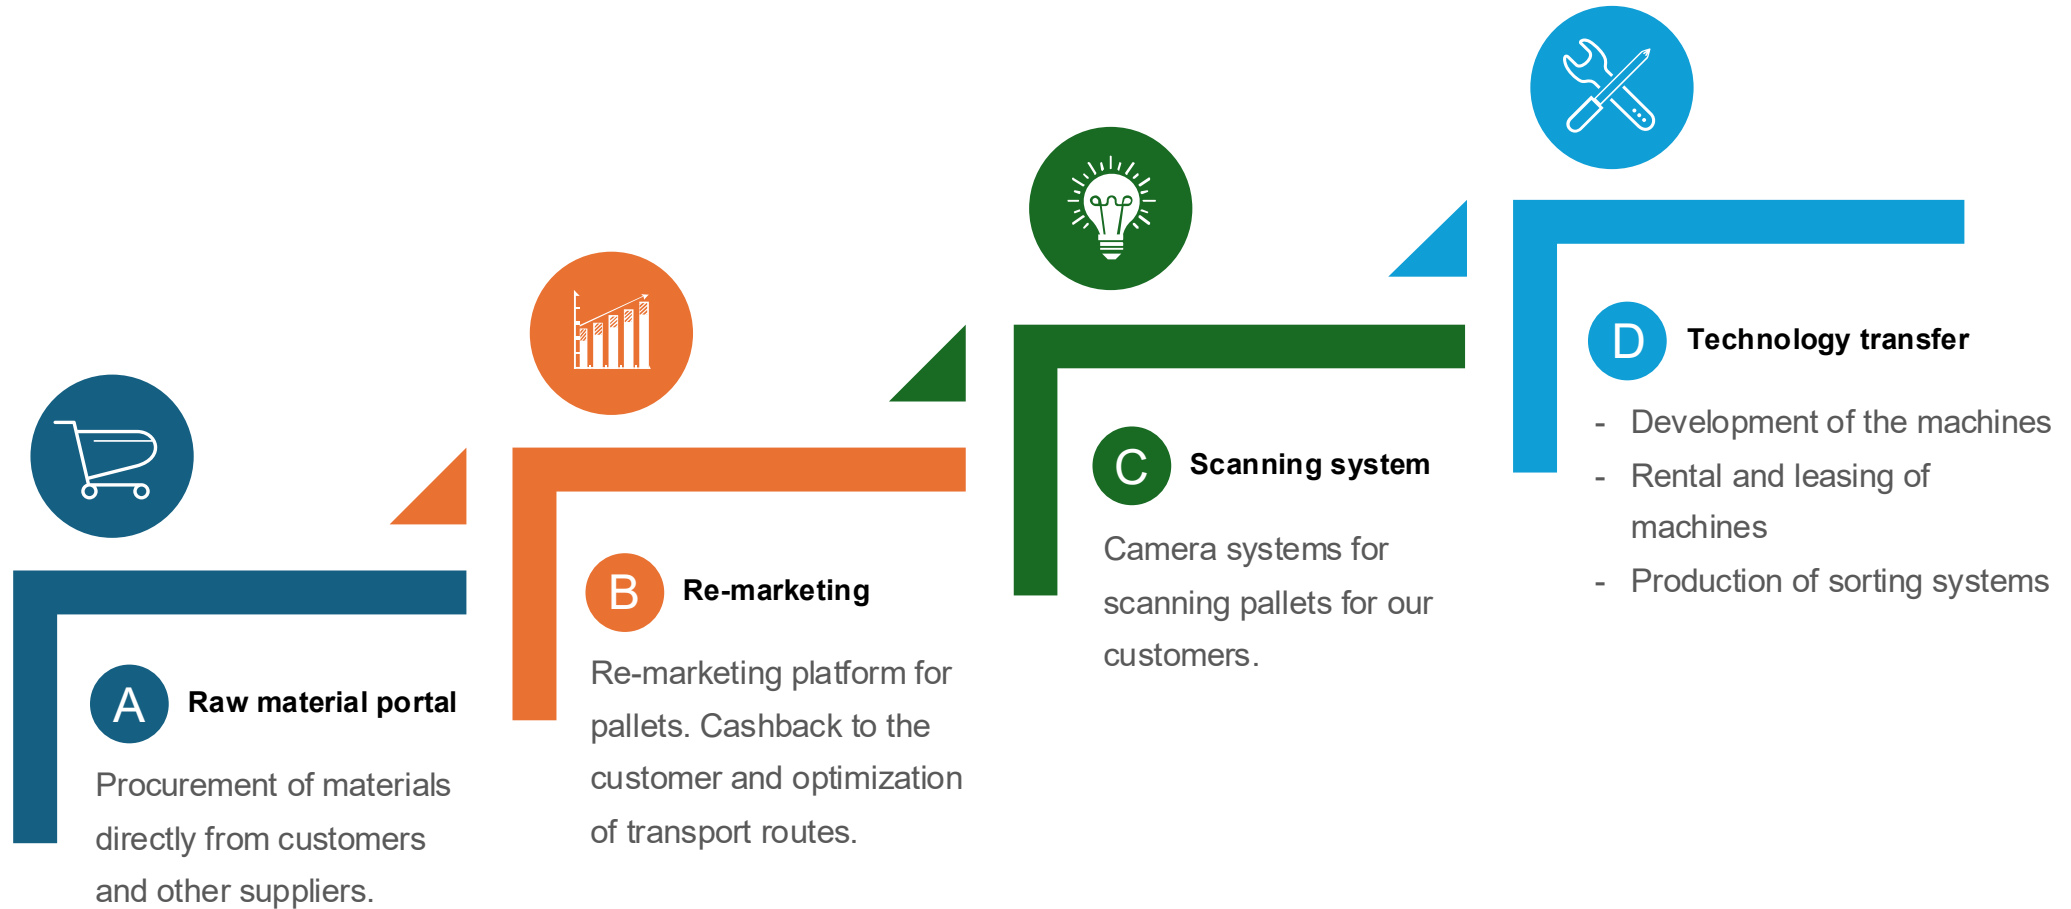 A
Raw material portal
Procurement of materials
directly from customers
and other suppliers.
B
Re-marketing
Re-marketing platform for
pallets. Cashback to the
customer and optimization
of transport routes.
C
Scanning system
Camera systems for
scanning pallets for our
customers.
D
Technology transfer
- Development of the machines
- Rental and leasing of
machines
- Production of sorting systems